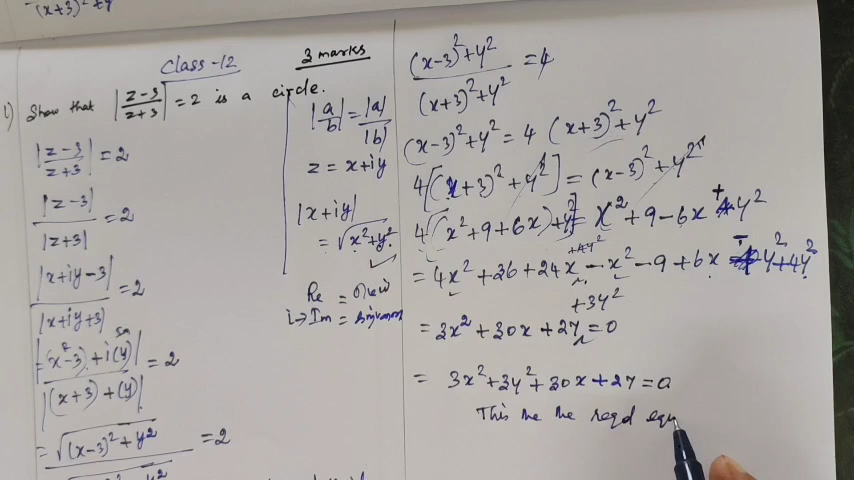 (x+3)²+y
Class-12
3 marks
1) Show that |z-3/z+3| = 2 is a circle.
|z-3/z+3| = 2
|z-3|/|z+3| = 2
|x+iy-3|/|x+iy+3| = 2
|(x-3)+i(y)|/|(x+3)+(y)| = 2
= √(x-3)²+y² = 2
|a/b| = |a|/|b|
z = x+iy
|x+iy|
= √x²+y²
Re =
i→Im =
(x-3)²+y²/(x+3)²+y² = 4
(x-3)²+y² = 4 (x+3)²+y²
4[(x+3)²+y²] = (x-3)²+y²
4[(x²+9+6x)+y²] = x²+9-6x+y²
= 4x²+36+24x+4y²-x²-9+6x-y²+4y²
+3y²
= 3x²+30x+27=0
= 3x²+3y²+30x+27=0
This the the reqd equ